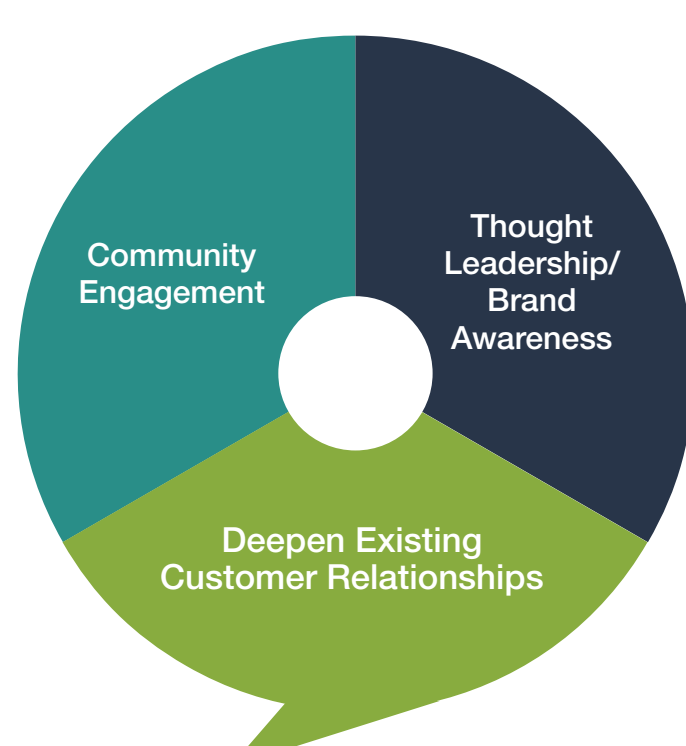 Community
Engagement
Thought
Leadership/
Brand
Awareness
Deepen Existing
Customer Relationships